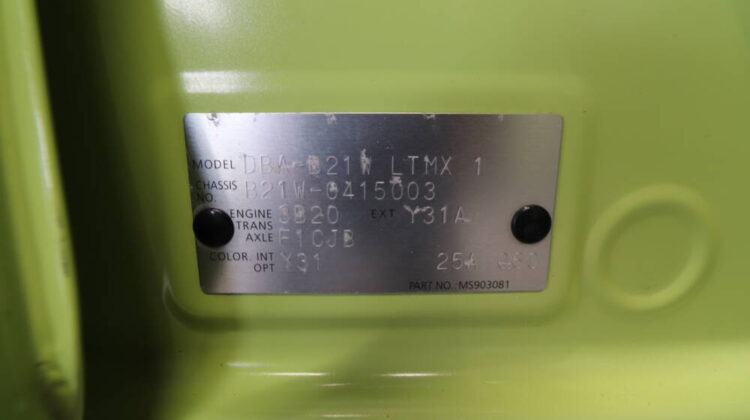 MODEL DBA-B21W LTMX 1
CHASSIS NO. B21W-0415003
ENGINE 3B20 EXT Y31A
TRANS AXLE F1CJB
COLOR. INT OPT Y31 25A
PART NO.: MS903081